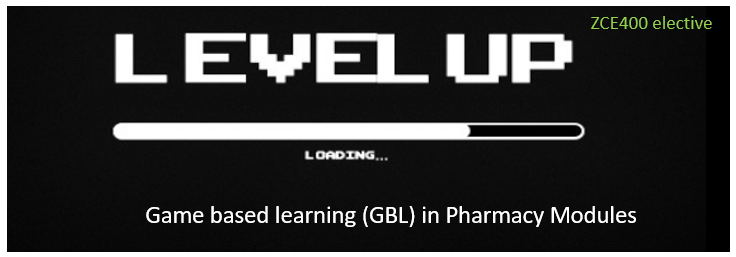 ZCE400 elective
LEVEL UP
LOADING...
Game based learning (GBL) in Pharmacy Modules